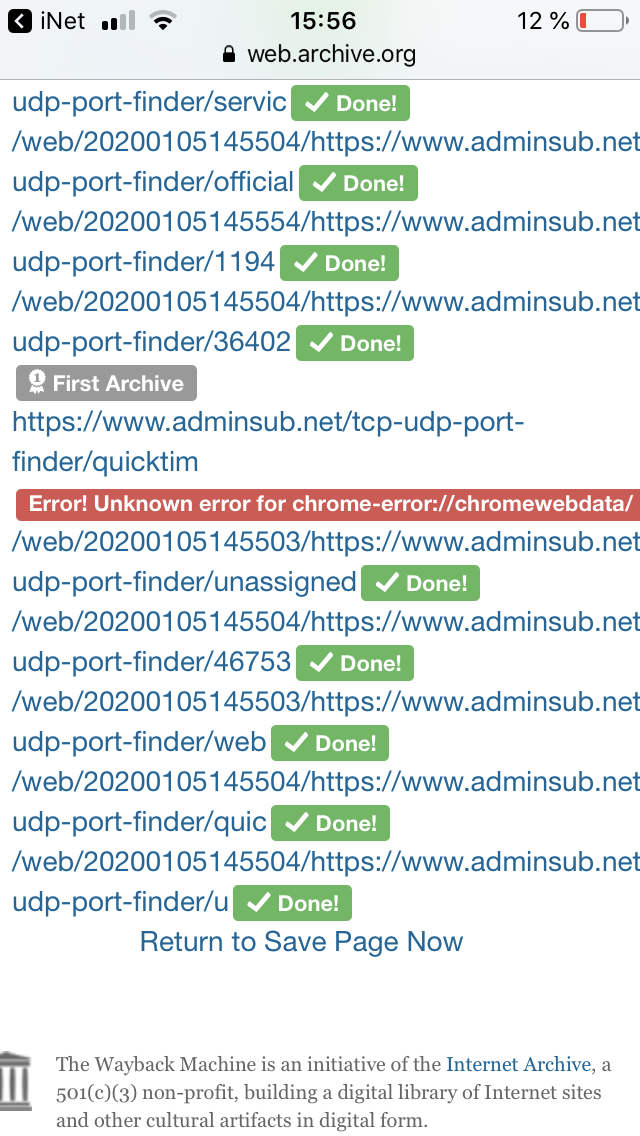 iNet 15:56 12 %
web.archive.org
udp-port-finder/servic Done!
/web/20200105145504/https://www.adminsub.net
udp-port-finder/official Done!
/web/20200105145554/https://www.adminsub.net
udp-port-finder/1194 Done!
/web/20200105145504/https://www.adminsub.net
udp-port-finder/36402 Done!
1 First Archive
https://www.adminsub.net/tcp-udp-port-
finder/quicktim
Error! Unknown error for chrome-error://chromewebdata/
/web/20200105145503/https://www.adminsub.net
udp-port-finder/unassigned Done!
/web/20200105145504/https://www.adminsub.net
udp-port-finder/46753 Done!
/web/20200105145503/https://www.adminsub.net
udp-port-finder/web Done!
/web/20200105145504/https://www.adminsub.net
udp-port-finder/quic Done!
/web/20200105145504/https://www.adminsub.net
udp-port-finder/u Done!
Return to Save Page Now
The Wayback Machine is an initiative of the Internet Archive, a
501(c)(3) non-profit, building a digital library of Internet sites
and other cultural artifacts in digital form.